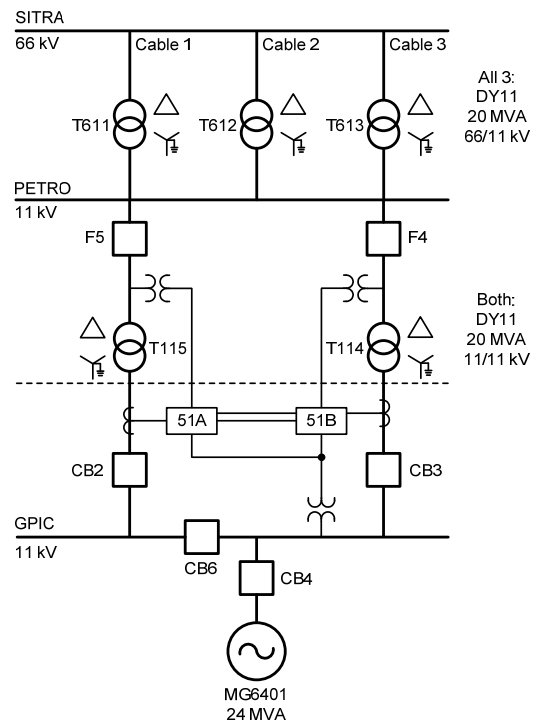 SITRA
66 kV
Cable 1
Cable 2
Cable 3
T611
T612
T613
All 3:
DY11
20 MVA
66/11 kV
PETRO
11 kV
F5
F4
T115
T114
Both:
DY11
20 MVA
11/11 kV
51A
51B
CB2
CB3
GPIC
11 kV
CB6
CB4
MG6401
24 MVA